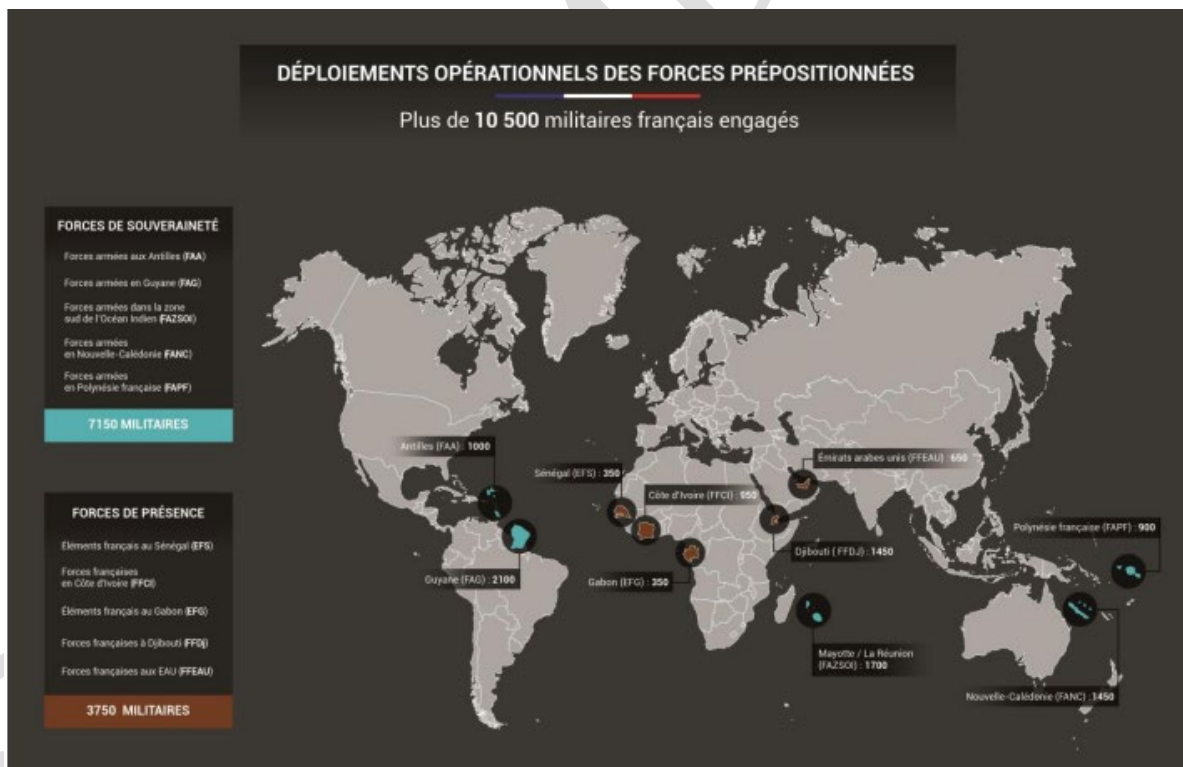 DÉPLOIEMENTS OPÉRATIONNELS DES FORCES PRÉPOSITIONNÉES
Plus de 10 500 militaires français engagés
FORCES DE SOUVERAINETÉ
Forces armées aux Antilles (FAA)
Forces armées en Guyane (FAG)
Forces armées dans la zone
sud de l'Océan Indien (FAZSOI)
Forces armées
en Nouvelle-Calédonie (FANC)
Forces armées
en Polynésie française (FAPF)
7150 MILITAIRES
FORCES DE PRÉSENCE
Éléments français au Sénégal (EFS)
Forces françaises
en Côte d'Ivoire (FFCI)
Éléments français au Gabon (EFG)
Forces françaises à Djibouti (FFDj)
Forces françaises aux EAU (FFEAU)
3750 MILITAIRES
Antilles (FAA) : 1000
Guyane (FAG) : 2100
Sénégal (EFS) : 350
Côte d'Ivoire (FFCI) : 950
Gabon (EFG) : 350
Émirats arabes unis (FFEAU) : 650
Djibouti ( FFDJ) : 1450
Mayotte / La Réunion
(FAZSOI) : 1700
Polynésie française (FAPF) : 900
Nouvelle-Calédonie (FANC) : 1450